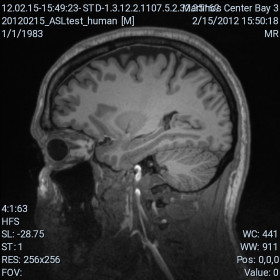 12.02.15-15:49:23-STD-1.3.12.2.1107.5.2.
Center Bay 3
20120215_ASLtest_human [M]
2/15/2012 15:50:18
1/1/1983
MR
4:1:63
HFS
SL: -28.75
ST: 1
RES: 256x256
FOV:
WC: 441
WW: 911
Pos: 0,0,0
Value: 0